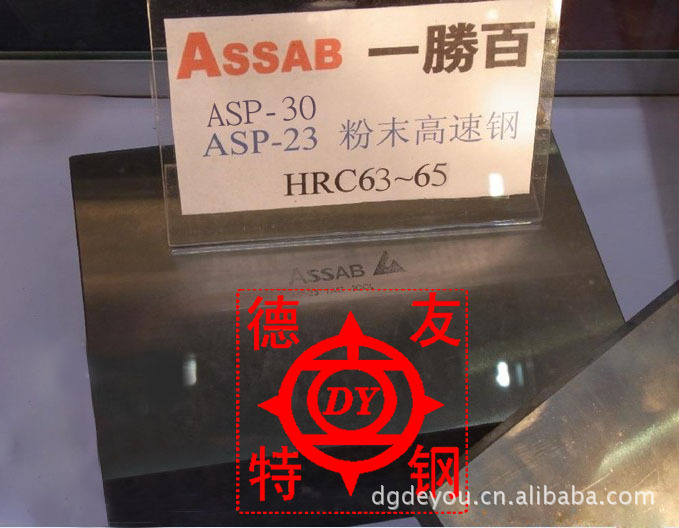 ASSAB 一勝百
ASP-30
ASP-23 粉末高速钢
HRC63~65
ASSAB
德 友
DY
特 钢
dgdeyou.cn.alibaba.com